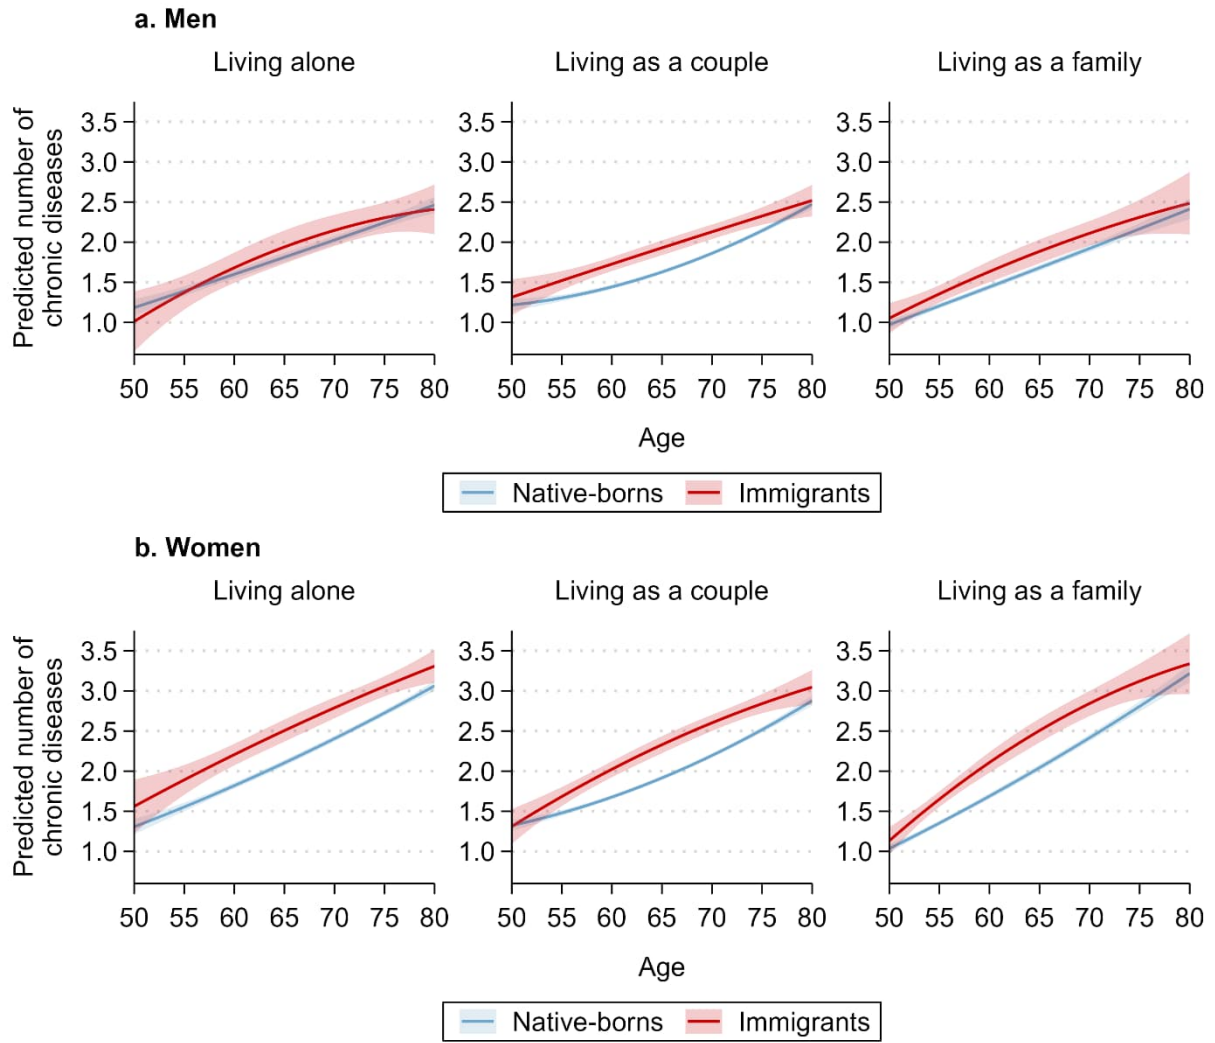 a. Men
Living alone
Living as a couple
Living as a family
Predicted number of
chronic diseases
3.5
3.0
2.5
2.0
1.5
1.0
50 55 60 65 70 75 80
3.5
3.0
2.5
2.0
1.5
1.0
50 55 60 65 70 75 80
3.5
3.0
2.5
2.0
1.5
1.0
50 55 60 65 70 75 80
Age
Native-borns Immigrants
b. Women
Living alone
Living as a couple
Living as a family
Predicted number of
chronic diseases
3.5
3.0
2.5
2.0
1.5
1.0
50 55 60 65 70 75 80
3.5
3.0
2.5
2.0
1.5
1.0
50 55 60 65 70 75 80
3.5
3.0
2.5
2.0
1.5
1.0
50 55 60 65 70 75 80
Age
Native-borns Immigrants